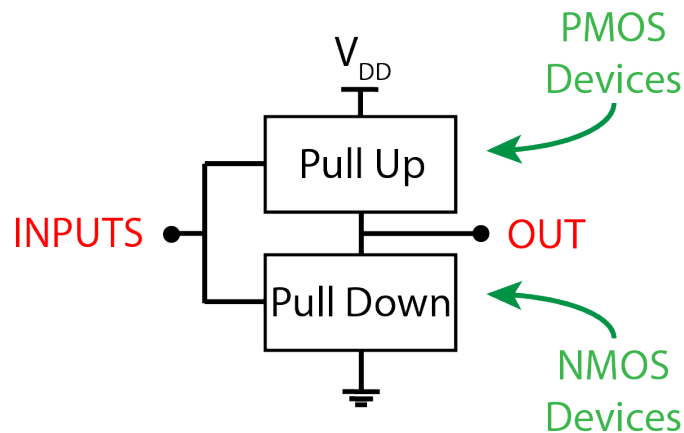 PMOS
Devices
VDD
Pull Up
INPUTS
OUT
Pull Down
NMOS
Devices